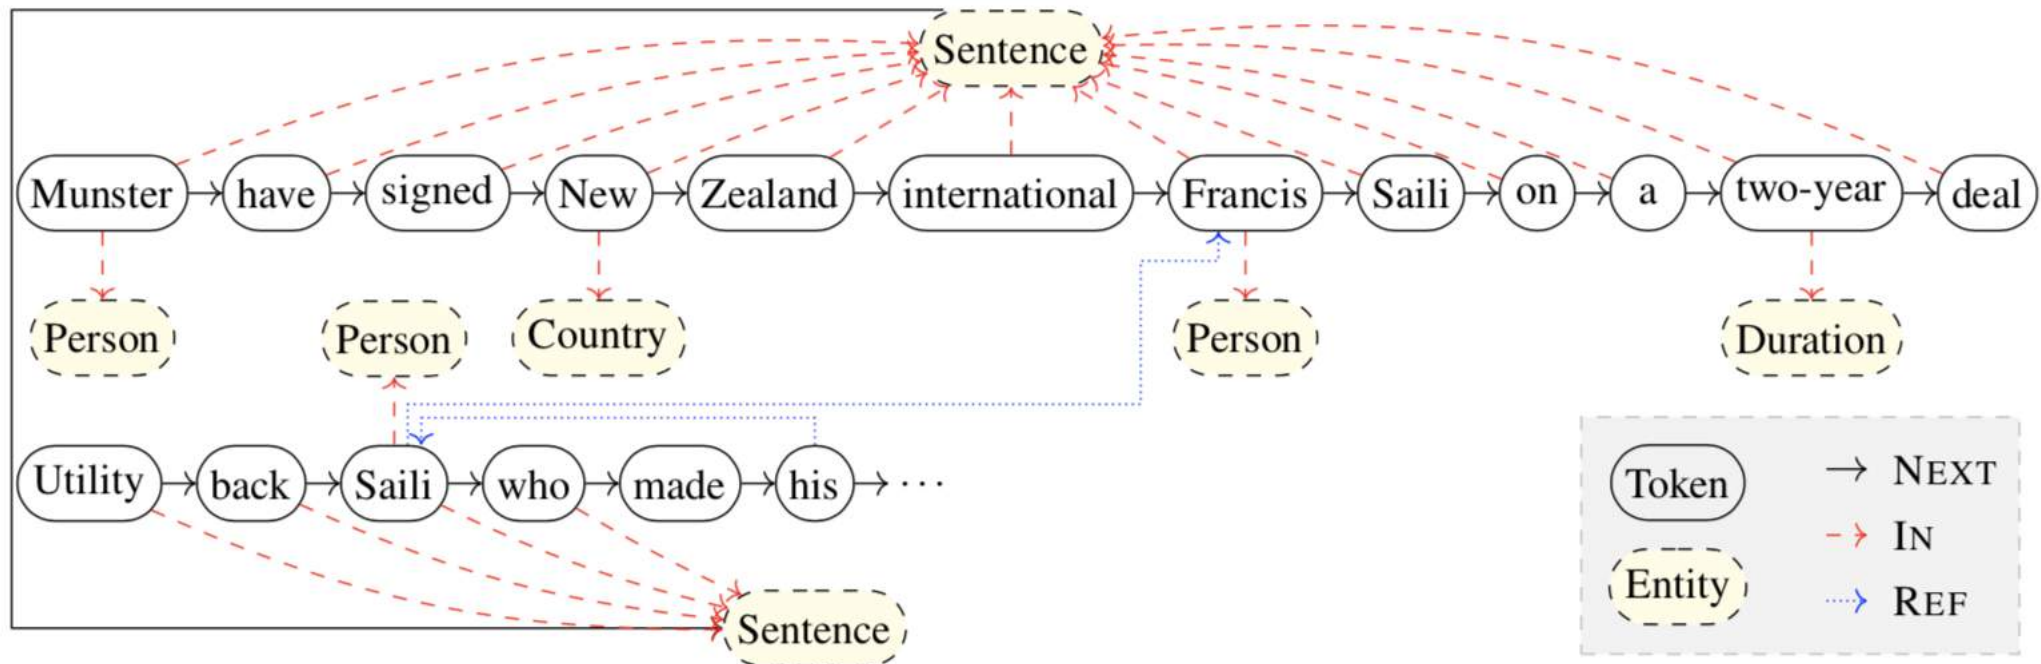 Sentence
Munster have signed New Zealand international Francis Saili on a two-year deal
Person Person Country Person Duration
Utility back Saili who made his ...
Token NEXT
IN
Entity REF
Sentence